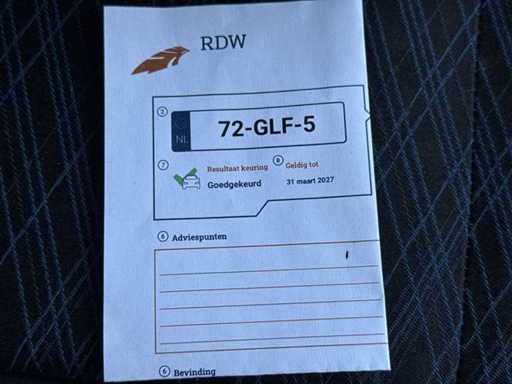 RDW
2
NL
72-GLF-5
7 Resultaat keuring 8 Geldig tot
Goedgekeurd 31 maart 2027
6 Adviespunten
6 Bevinding